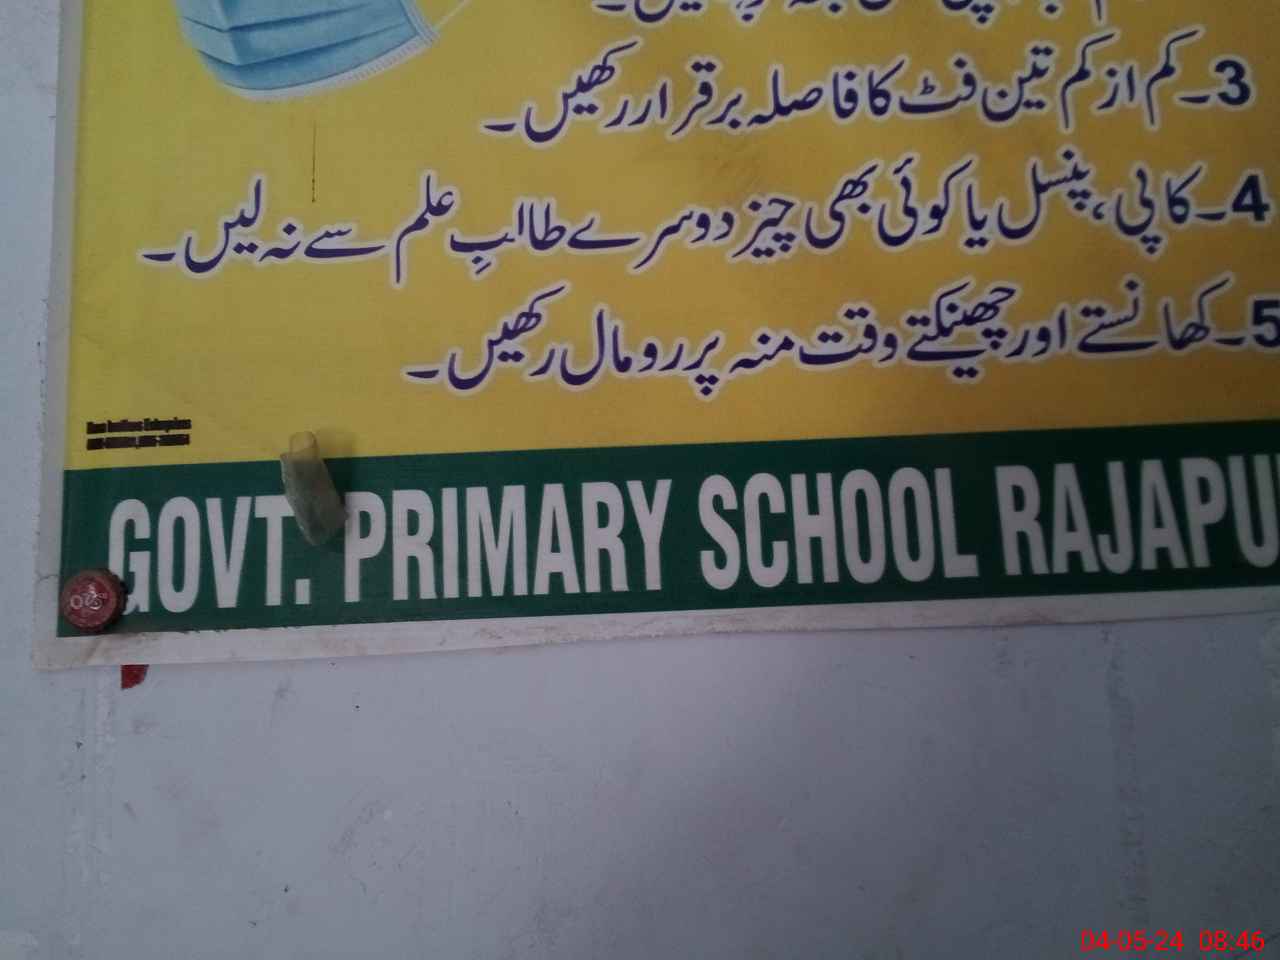 3۔کم از کم تین فٹ کا فاصلہ برقرار رکھیں۔
4۔کاپی، پنسل یا کوئی بھی چیز دوسرے طالبِ علم سے نہ لیں۔
5۔کھانستے اور چھینکتے وقت منہ پر رومال رکھیں۔
GOVT. PRIMARY SCHOOL RAJAPU
04-05-24 08:46